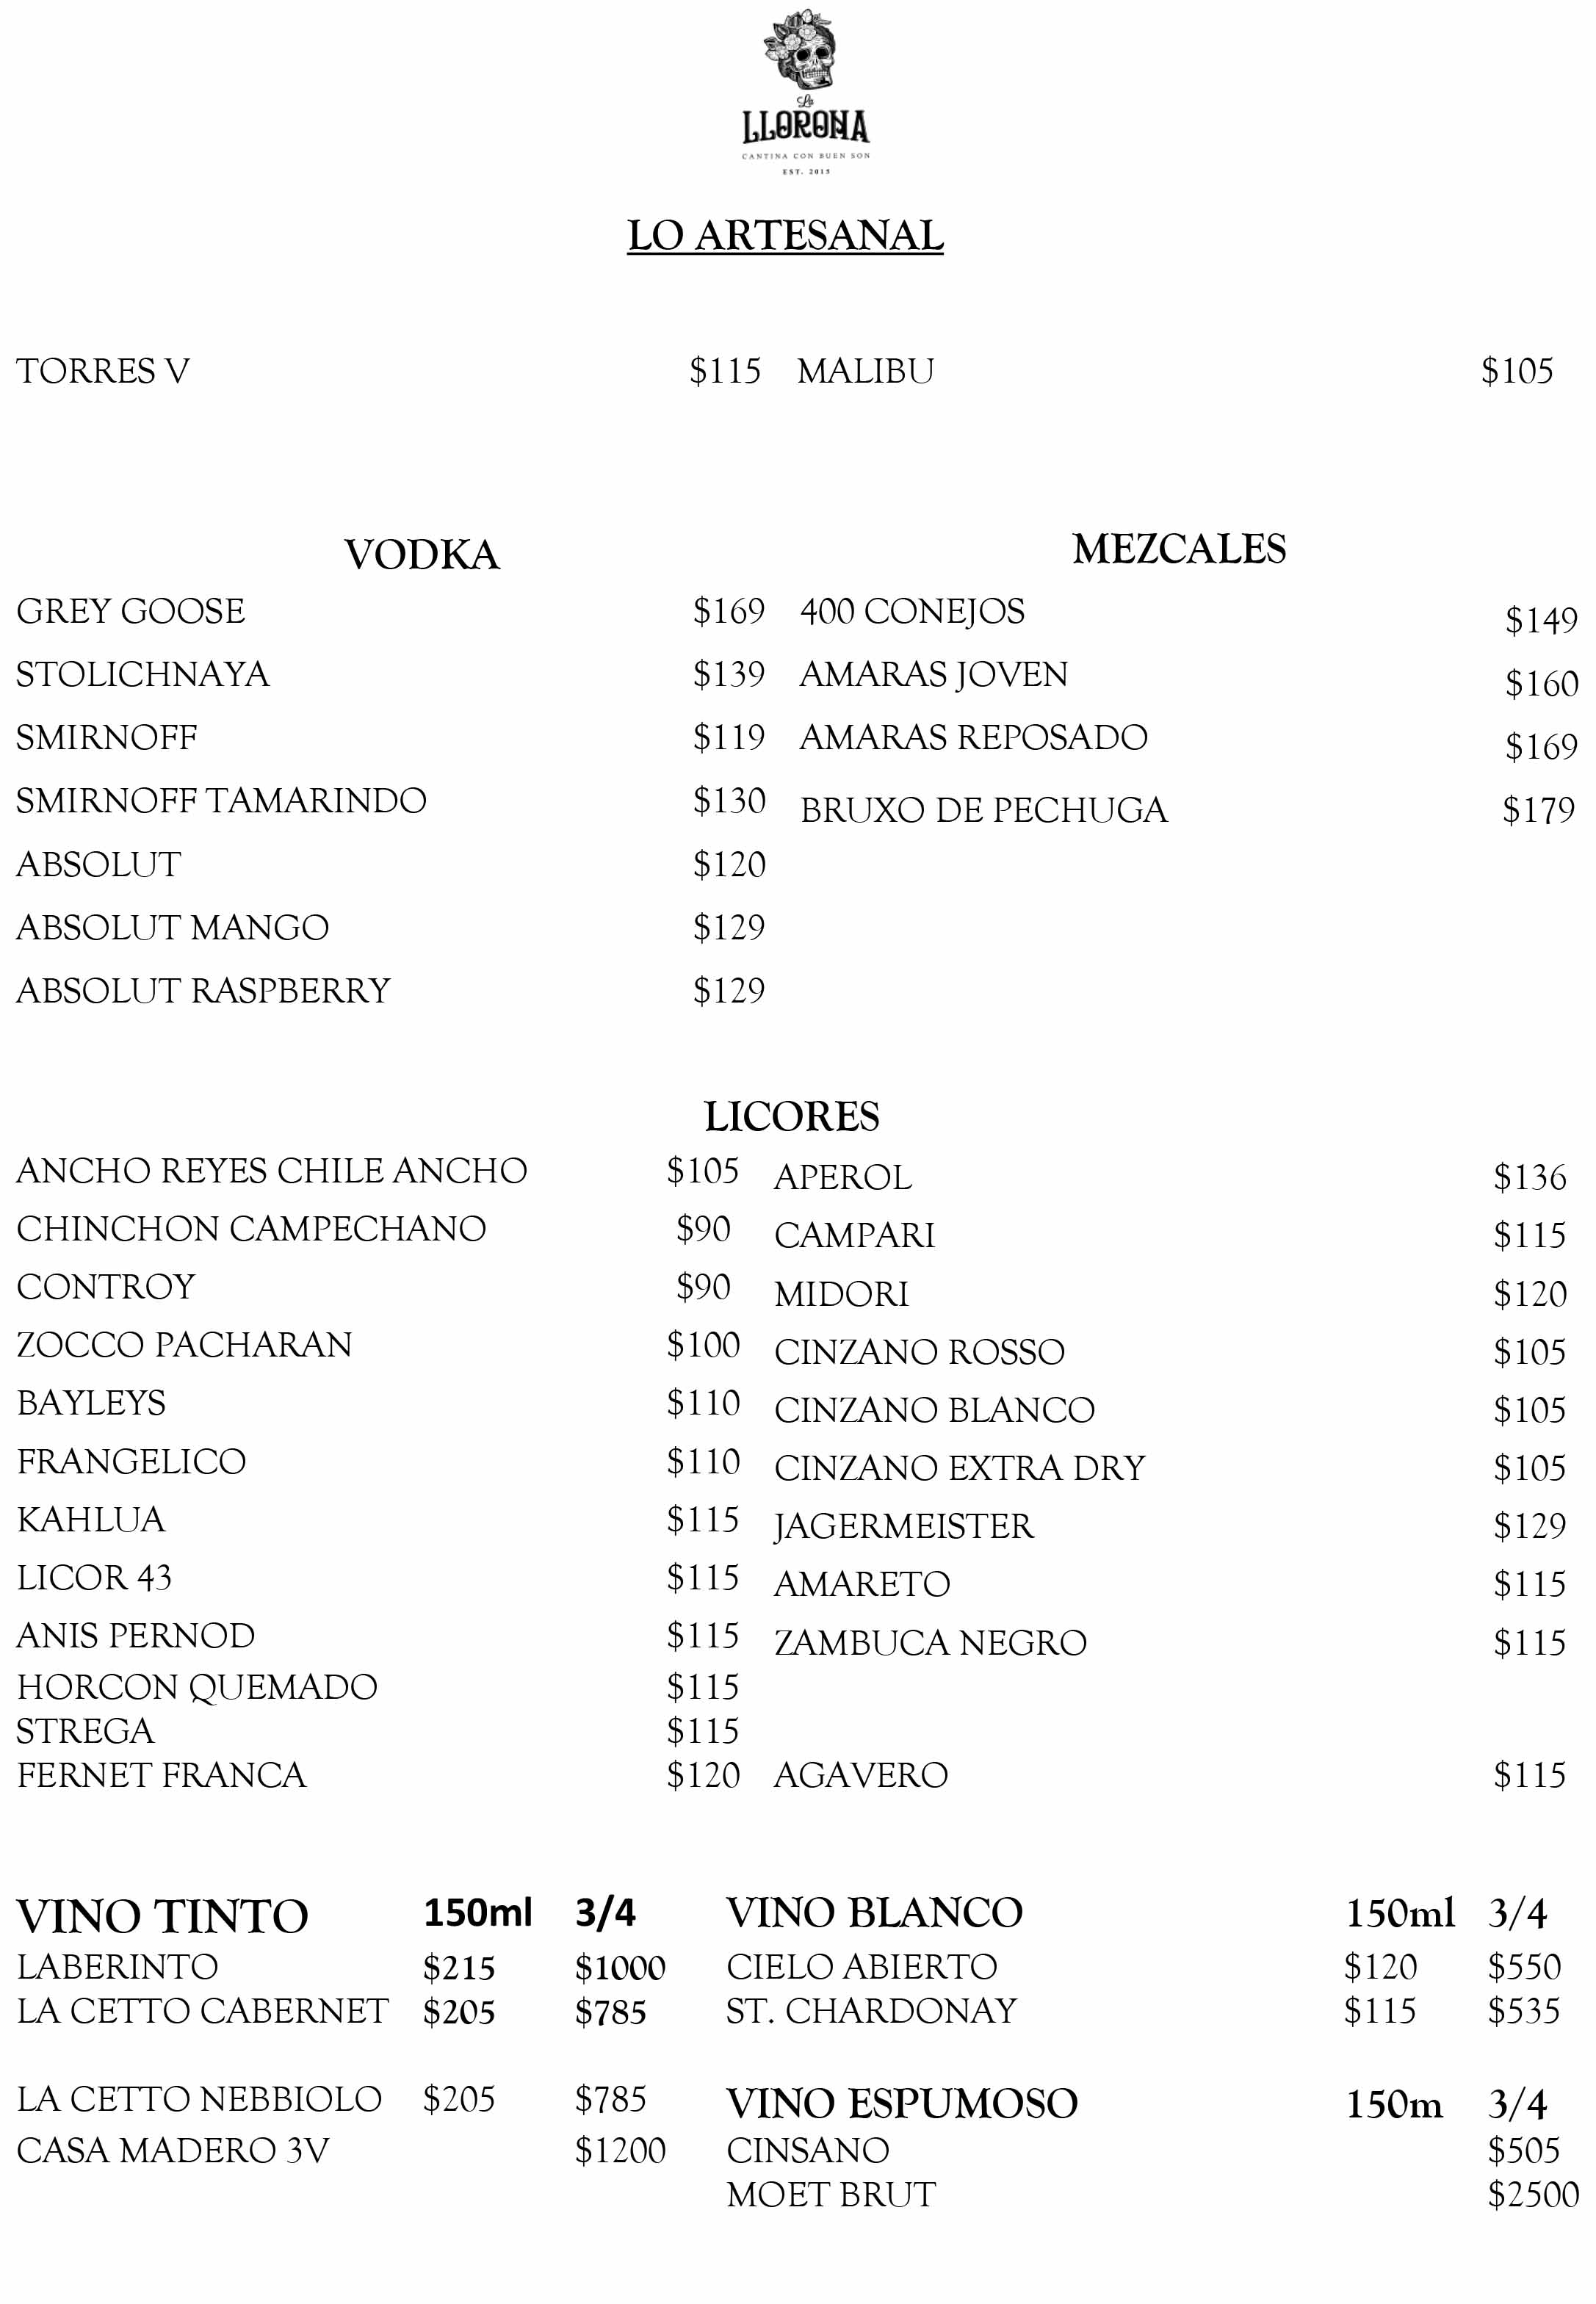 La
LLORONA
CANTINA CON BUEN SON
EST. 2015
LO ARTESANAL
TORRES V $115 MALIBU $105
VODKA MEZCALES
GREY GOOSE $169 400 CONEJOS $149
STOLICHNAYA $139 AMARAS JOVEN $160
SMIRNOFF $119 AMARAS REPOSADO $169
SMIRNOFF TAMARINDO $130 BRUXO DE PECHUGA $179
ABSOLUT $120
ABSOLUT MANGO $129
ABSOLUT RASPBERRY $129
LICORES
ANCHO REYES CHILE ANCHO $105 APEROL $136
CHINCHON CAMPECHANO $90 CAMPARI $115
CONTROY $90 MIDORI $120
ZOCCO PACHARAN $100 CINZANO ROSSO $105
BAYLEYS $110 CINZANO BLANCO $105
FRANGELICO $110 CINZANO EXTRA DRY $105
KAHLUA $115 JAGERMEISTER $129
LICOR 43 $115 AMARETO $115
ANIS PERNOD $115 ZAMBUCA NEGRO $115
HORCON QUEMADO $115
STREGA $115
FERNET FRANCA $120 AGAVERO $115
VINO TINTO 150ml 3/4 VINO BLANCO 150ml 3/4
LABERINTO $215 $1000 CIELO ABIERTO $120 $550
LA CETTO CABERNET $205 $785 ST. CHARDONAY $115 $535
LA CETTO NEBBIOLO $205 $785 VINO ESPUMOSO 150m 3/4
CASA MADERO 3V $1200 CINSANO $505
MOET BRUT $2500